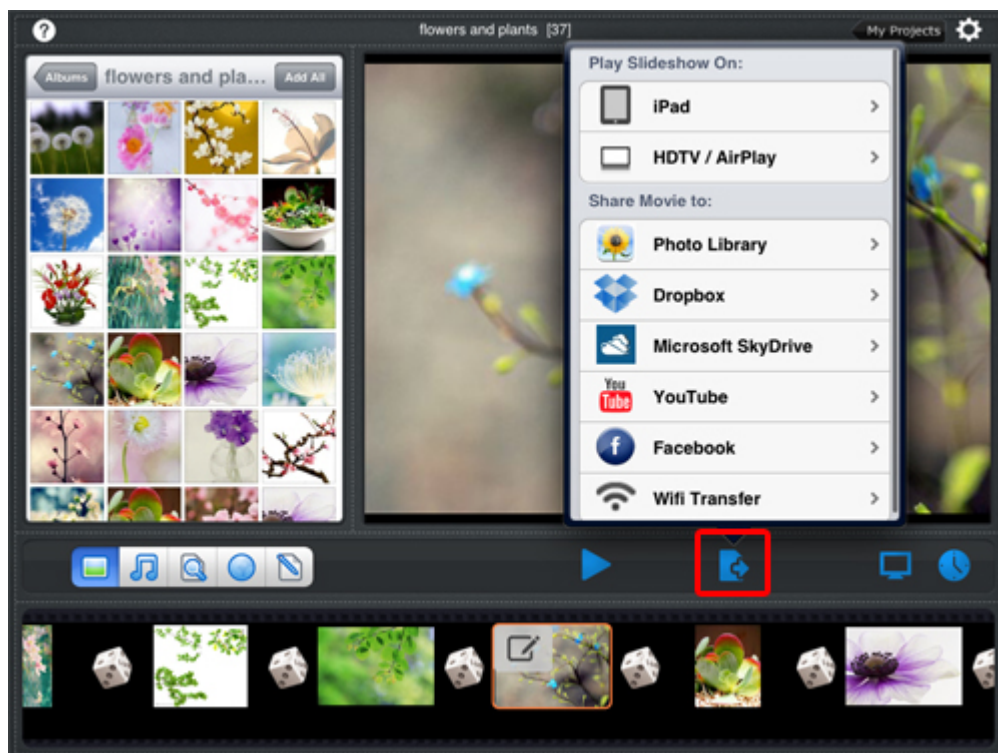 ?
flowers and plants [37]
My Projects
Albums
flowers and pla...
Add All
Play Slideshow On:
iPad
HDTV / AirPlay
Share Movie to:
Photo Library
Dropbox
Microsoft SkyDrive
You
Tube
YouTube
f
Facebook
Wifi Transfer